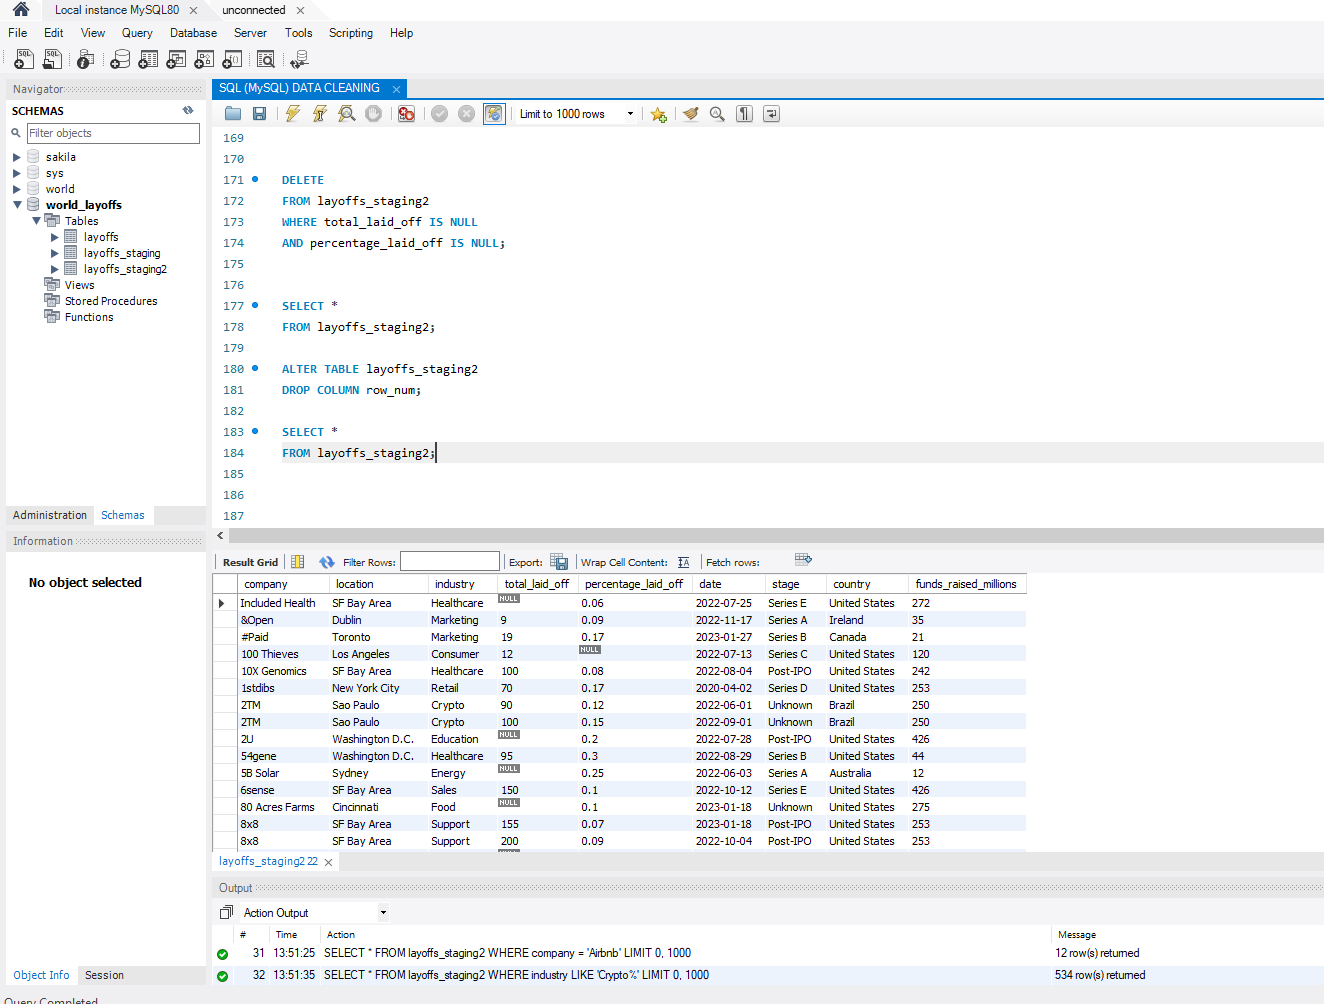 Local instance MySQL80
unconnected
File Edit View Query Database Server Tools Scripting Help
Navigator
SQL (MySQL) DATA CLEANING
SCHEMAS
Filter objects
Limit to 1000 rows
sakila
sys
world
world_layoffs
Tables
layoffs
layoffs_staging
layoffs_staging2
Views
Stored Procedures
Functions
Administration Schemas
Information
No object selected
Object Info Session
169
170
171 DELETE
172 FROM layoffs_staging2
173 WHERE total_laid_off IS NULL
174 AND percentage_laid_off IS NULL;
175
176
177 SELECT *
178 FROM layoffs_staging2;
179
180 ALTER TABLE layoffs_staging2
181 DROP COLUMN row_num;
182
183 SELECT *
184 FROM layoffs_staging2;
185
186
187
Result Grid Filter Rows: Export: Wrap Cell Content: Fetch rows:
company location industry total_laid_off percentage_laid_off date stage country funds_raised_millions
Included Health SF Bay Area Healthcare NULL 0.06 2022-07-25 Series E United States 272
&Open Dublin Marketing 9 0.09 2022-11-17 Series A Ireland 35
#Paid Toronto Marketing 19 0.17 2023-01-27 Series B Canada 21
100 Thieves Los Angeles Consumer 12 NULL 2022-07-13 Series C United States 120
10X Genomics SF Bay Area Healthcare 100 0.08 2022-08-04 Post-IPO United States 242
1stdibs New York City Retail 70 0.17 2020-04-02 Series D United States 253
2TM Sao Paulo Crypto 90 0.12 2022-06-01 Unknown Brazil 250
2TM Sao Paulo Crypto 100 0.15 2022-09-01 Unknown Brazil 250
2U Washington D.C. Education NULL 0.2 2022-07-28 Post-IPO United States 426
54gene Washington D.C. Healthcare 95 0.3 2022-08-29 Series B United States 44
5B Solar Sydney Energy NULL 0.25 2022-06-03 Series A Australia 12
6sense SF Bay Area Sales 150 0.1 2022-10-12 Series E United States 426
80 Acres Farms Cincinnati Food NULL 0.1 2023-01-18 Unknown United States 275
8x8 SF Bay Area Support 155 0.07 2023-01-18 Post-IPO United States 253
8x8 SF Bay Area Support 200 0.09 2022-10-04 Post-IPO United States 253
layoffs_staging2 22
Output
Action Output
# Time Action Message
31 13:51:25 SELECT * FROM layoffs_staging2 WHERE company = 'Airbnb' LIMIT 0, 1000 12 row(s) returned
32 13:51:35 SELECT * FROM layoffs_staging2 WHERE industry LIKE 'Crypto%' LIMIT 0, 1000 534 row(s) returned
Query Completed